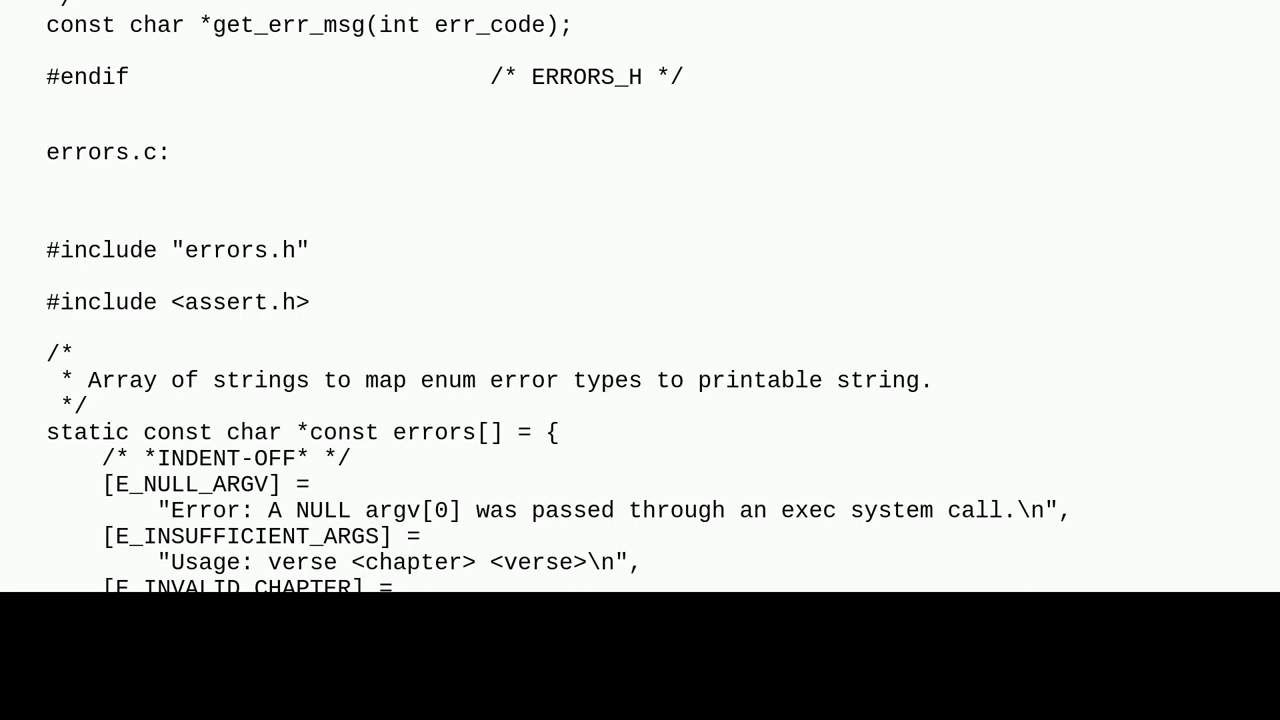 */
const char *get_err_msg(int err_code);
#endif                          /* ERRORS_H */
errors.c:
#include "errors.h"
#include <assert.h>
/*
 * Array of strings to map enum error types to printable string.
 */
static const char *const errors[] = {
    /* *INDENT-OFF* */
    [E_NULL_ARGV] =
        "Error: A NULL argv[0] was passed through an exec system call.\n",
    [E_INSUFFICIENT_ARGS] =
        "Usage: verse <chapter> <verse>\n",
    [E_INVALID_CHAPTER] =